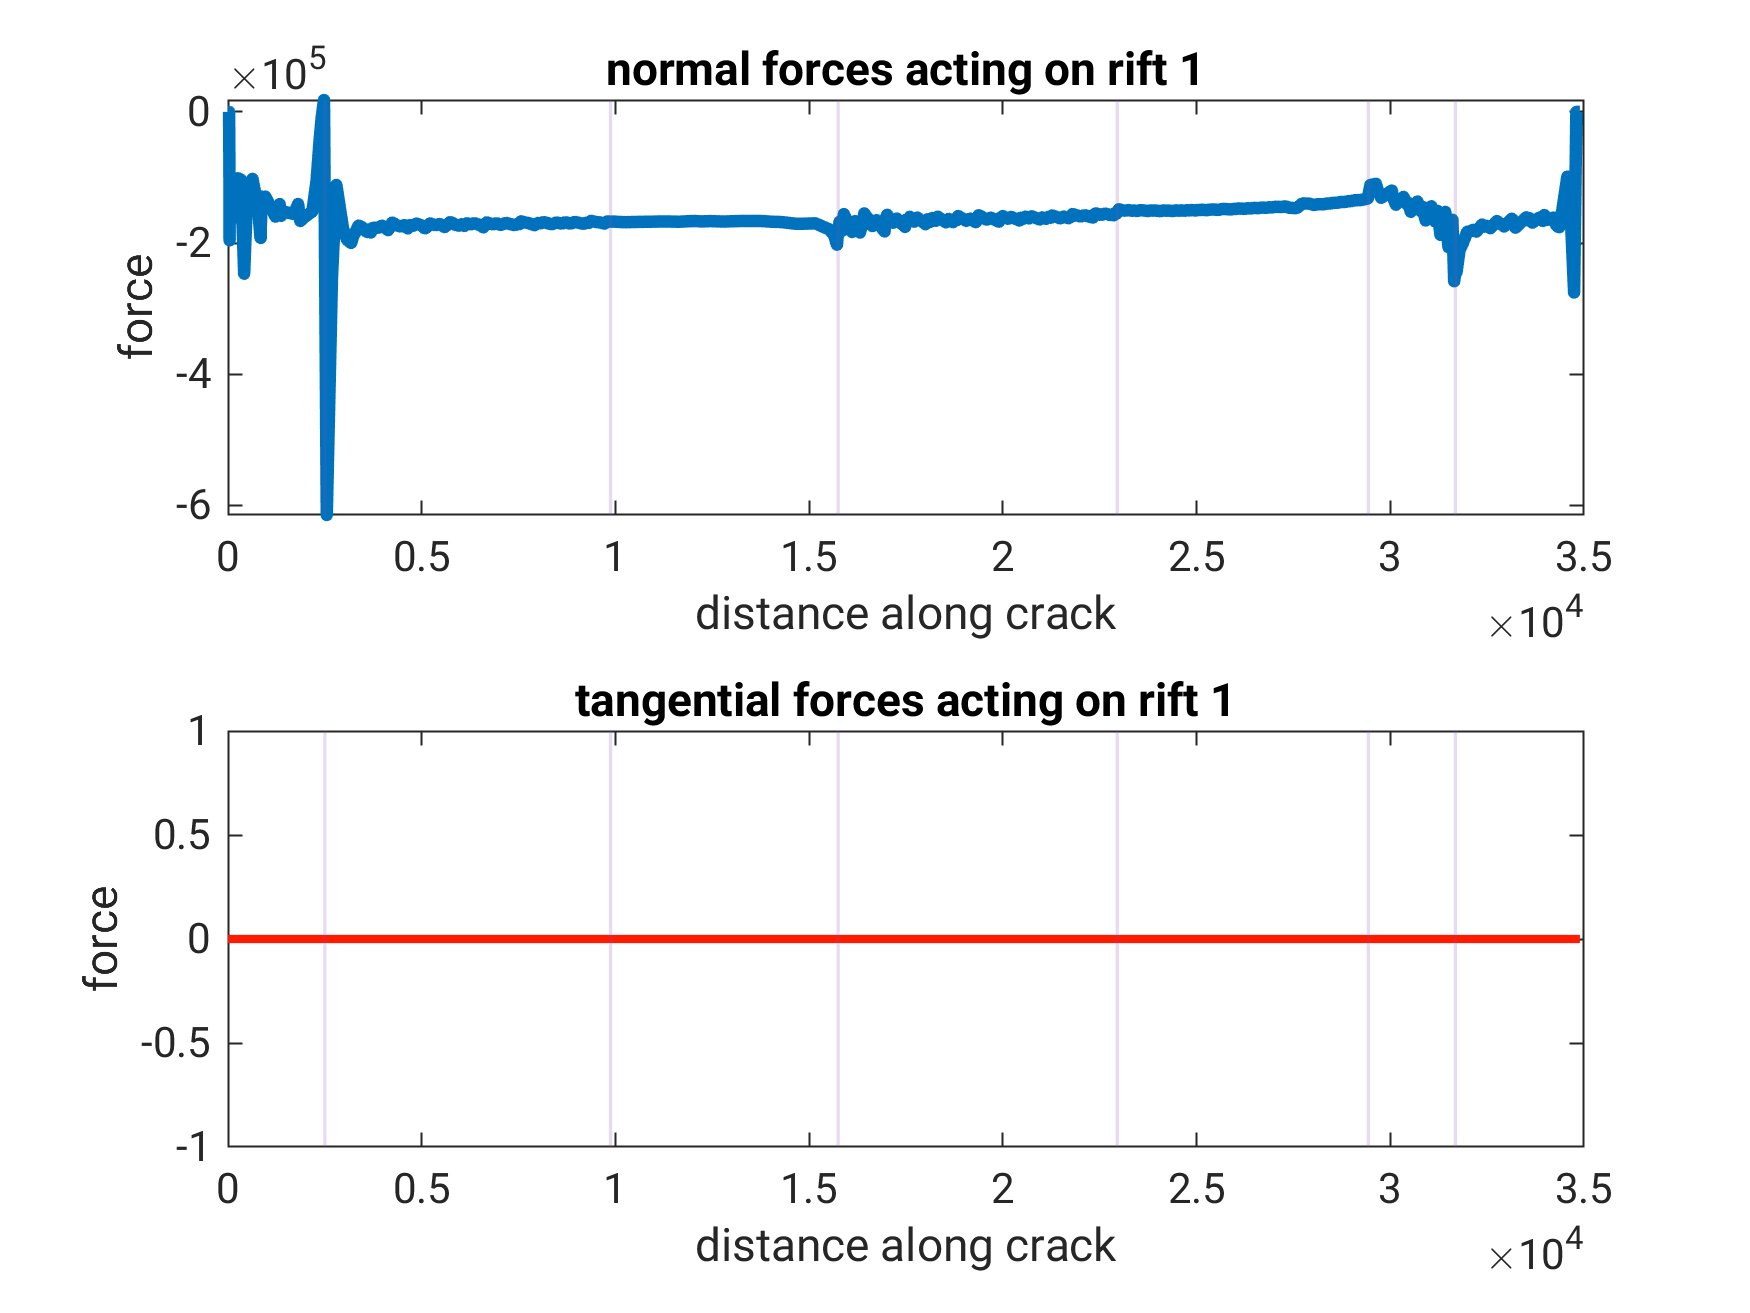 ×10^5
normal forces acting on rift 1
0
-2
-4
-6
force
0 0.5 1 1.5 2 2.5 3 3.5
distance along crack
×10^4
tangential forces acting on rift 1
1
0.5
0
-0.5
-1
force
0 0.5 1 1.5 2 2.5 3 3.5
distance along crack
×10^4